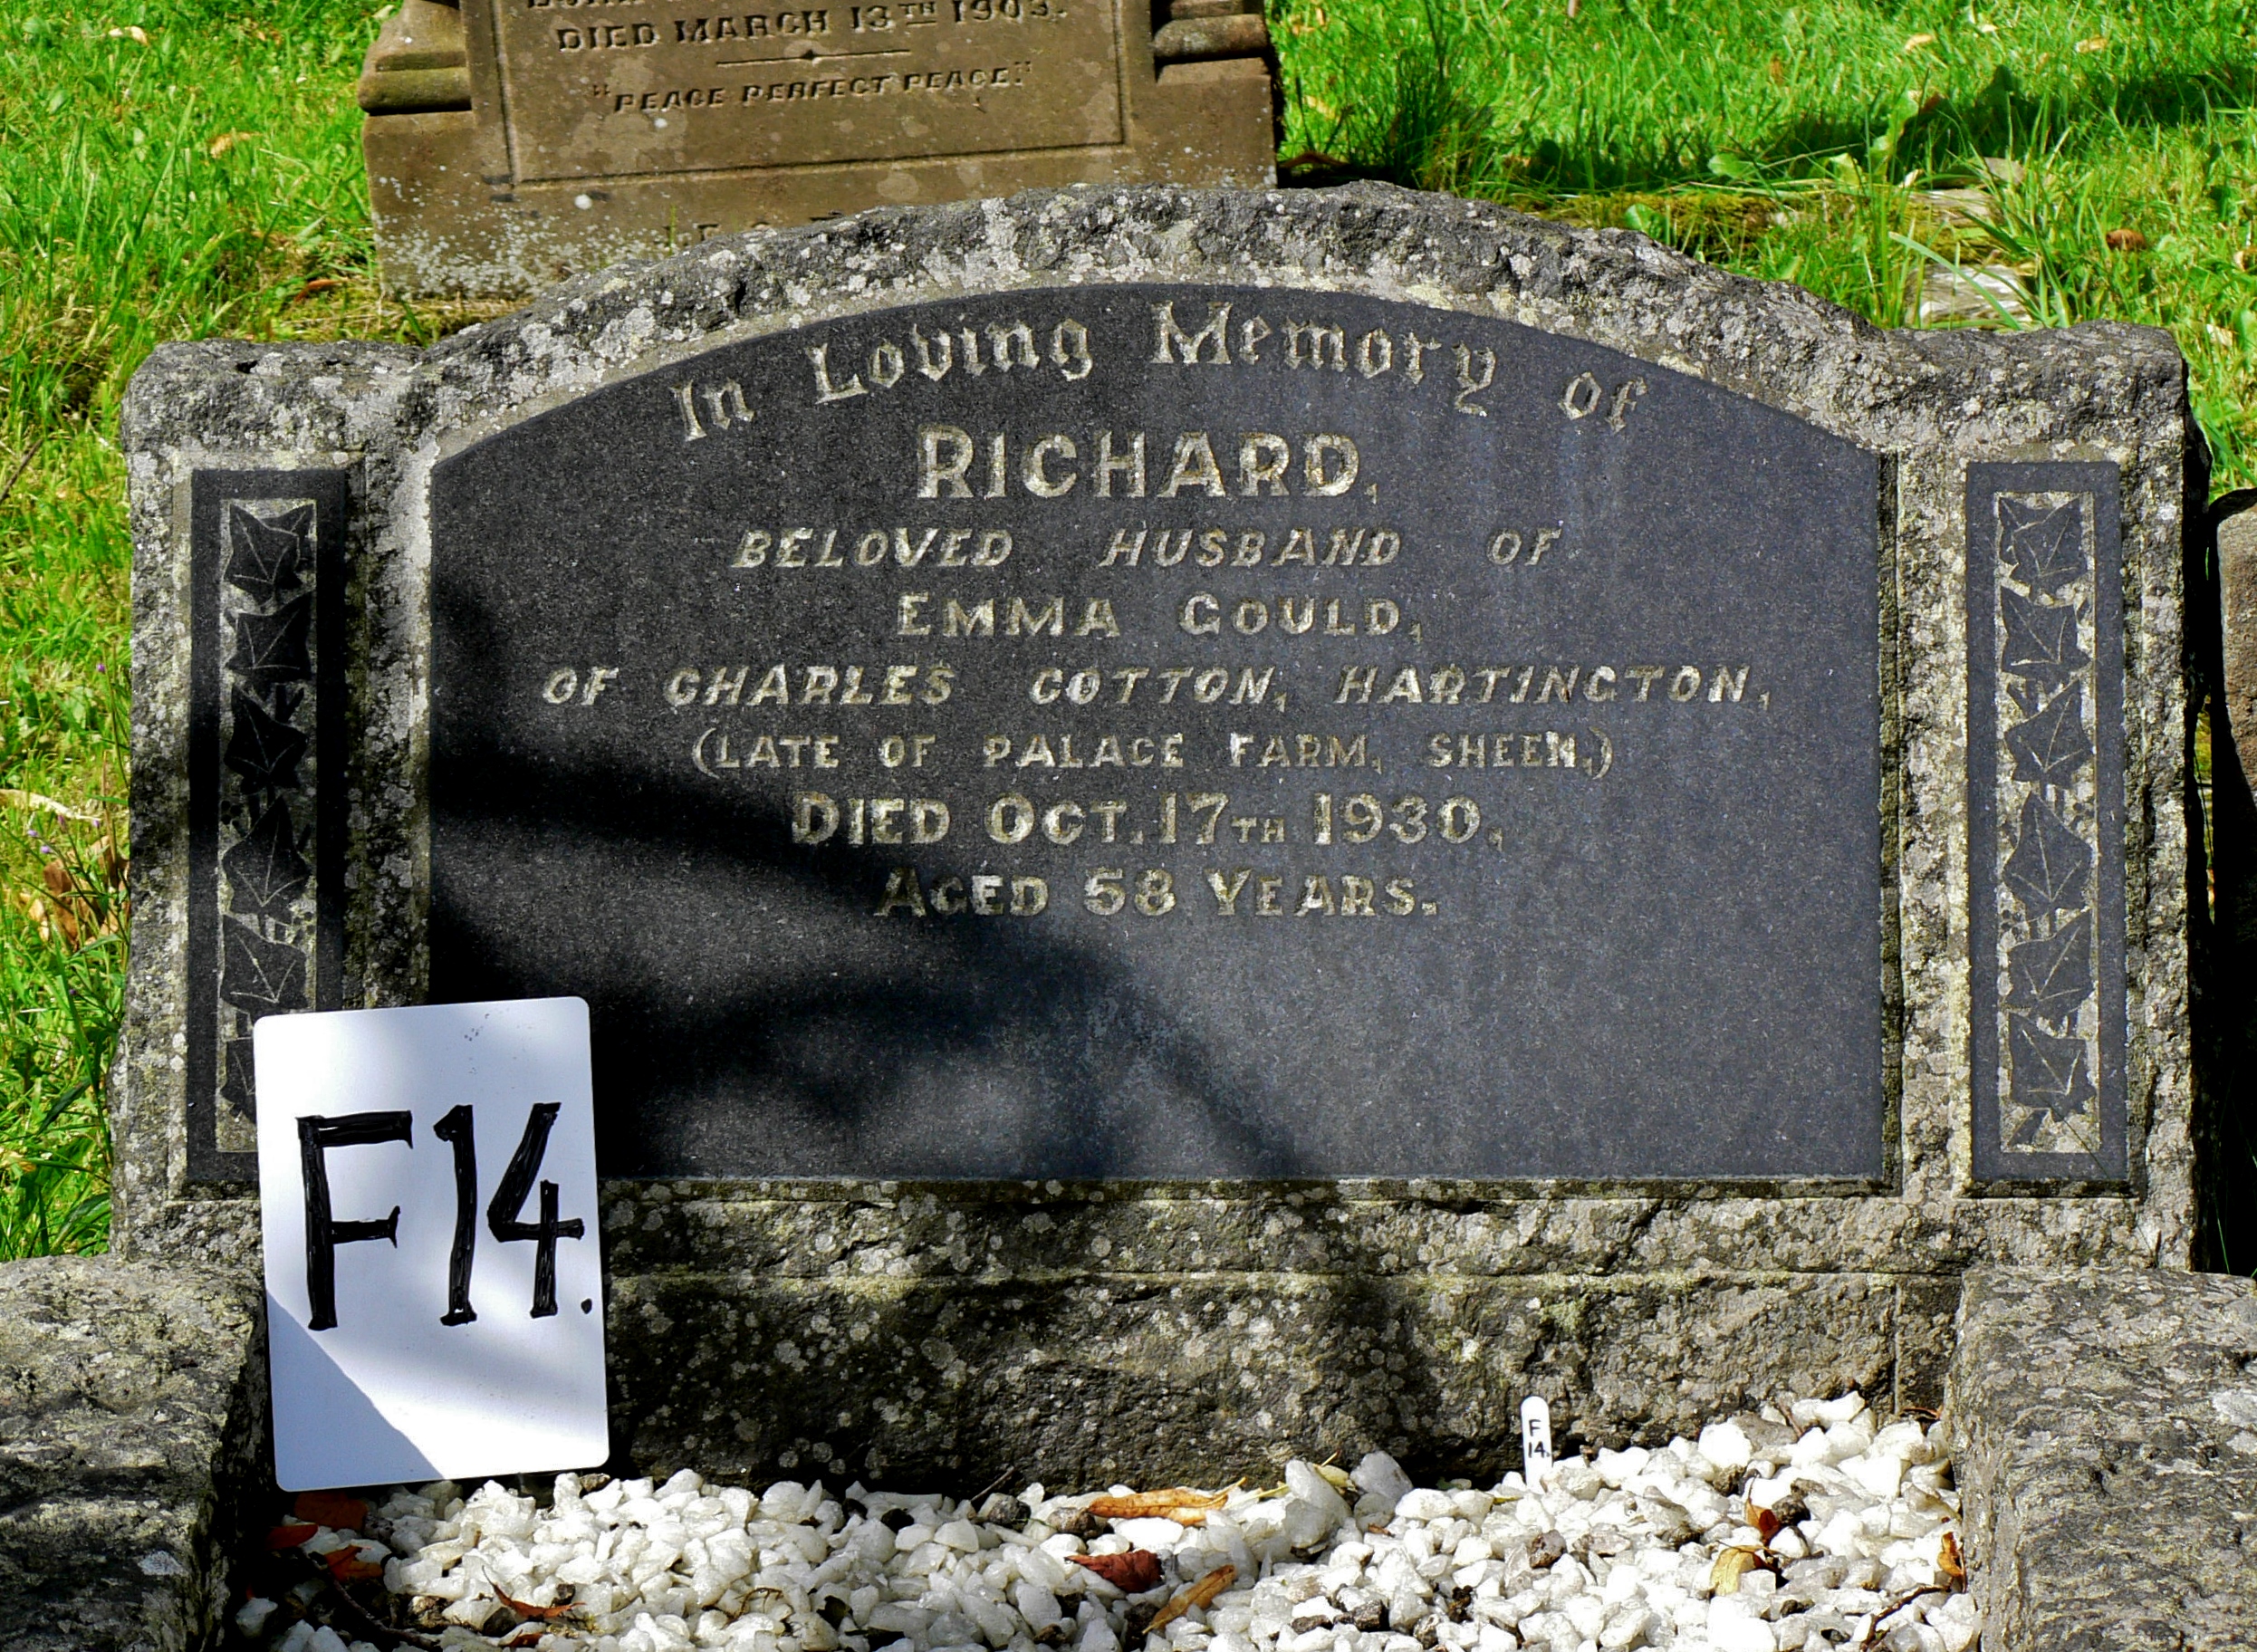 DIED MARCH 13TH 1903.
"PEACE PERFECT PEACE."
In Loving Memory of
RICHARD,
BELOVED HUSBAND OF
EMMA GOULD,
OF CHARLES COTTON, HARTINGTON,
(LATE OF PALACE FARM, SHEEN.)
DIED OCT. 17TH 1930,
AGED 58 YEARS.
F14.
F
14.